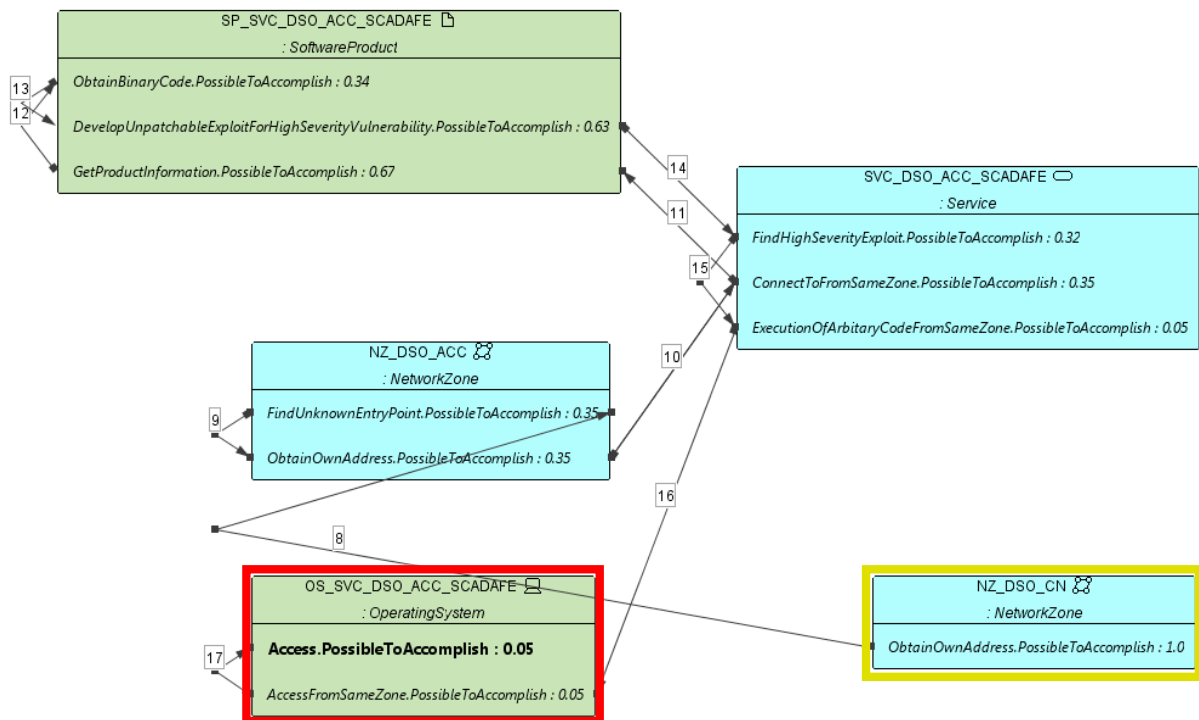 SP_SVC_DSO_ACC_SCADAFE
: SoftwareProduct
ObtainBinaryCode.PossibleToAccomplish : 0.34
DevelopUnpatchableExploitForHighSeverityVulnerability.PossibleToAccomplish : 0.63
GetProductInformation.PossibleToAccomplish : 0.67
13
12
14
11
15
SVC_DSO_ACC_SCADAFE
: Service
FindHighSeverityExploit.PossibleToAccomplish : 0.32
ConnectToFromSameZone.PossibleToAccomplish : 0.35
ExecutionOfArbitaryCodeFromSameZone.PossibleToAccomplish : 0.05
NZ_DSO_ACC
: NetworkZone
FindUnknownEntryPoint.PossibleToAccomplish : 0.35
ObtainOwnAddress.PossibleToAccomplish : 0.35
9
10
16
8
OS_SVC_DSO_ACC_SCADAFE
: OperatingSystem
Access.PossibleToAccomplish : 0.05
AccessFromSameZone.PossibleToAccomplish : 0.05
17
NZ_DSO_CN
: NetworkZone
ObtainOwnAddress.PossibleToAccomplish : 1.0